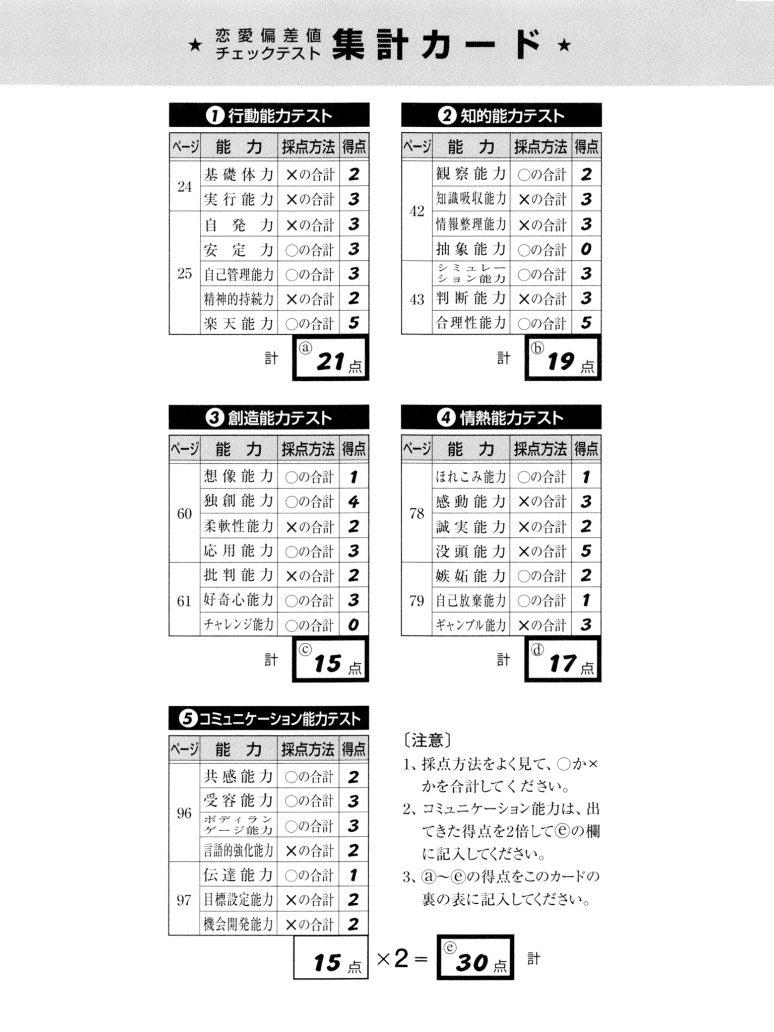 ★ 恋愛偏差値 チェックテスト 集計カード ★
❶行動能力テスト
ページ 能力 採点方法 得点
24 基礎体力 ×の合計 2
実行能力 ×の合計 3
25 自発力 ×の合計 3
安定力 ○の合計 3
自己管理能力 ○の合計 3
精神的持続力 ×の合計 2
楽天能力 ○の合計 5
計 ⓐ 21点
❷知的能力テスト
ページ 能力 採点方法 得点
42 観察能力 ○の合計 2
知識吸収能力 ×の合計 3
情報整理能力 ×の合計 3
抽象能力 ○の合計 0
43 シミュレーション能力 ○の合計 3
判断能力 ×の合計 3
合理性能力 ○の合計 5
計 ⓑ 19点
❸創造能力テスト
ページ 能力 採点方法 得点
60 想像能力 ○の合計 1
独創能力 ○の合計 4
柔軟性能力 ×の合計 2
応用能力 ○の合計 3
61 批判能力 ×の合計 2
好奇心能力 ○の合計 3
チャレンジ能力 ○の合計 0
計 ⓒ 15点
❹情熱能力テスト
ページ 能力 採点方法 得点
78 ほれこみ能力 ○の合計 1
感動能力 ×の合計 3
誠実能力 ×の合計 2
没頭能力 ×の合計 5
79 嫉妬能力 ○の合計 2
自己放棄能力 ○の合計 1
ギャンブル能力 ×の合計 3
計 ⓓ 17点
❺コミュニケーション能力テスト
ページ 能力 採点方法 得点
96 共感能力 ○の合計 2
受容能力 ○の合計 3
ボディランゲージ能力 ○の合計 3
言語的強化能力 ×の合計 2
97 伝達能力 ○の合計 1
目標設定能力 ×の合計 2
機会開発能力 ×の合計 2
15点 ×2＝ ⓔ 30点 計
〔注意〕
1、採点方法をよく見て、○か×
かを合計してください。
2、コミュニケーション能力は、出
てきた得点を2倍してⓔの欄
に記入してください。
3、ⓐ〜ⓔの得点をこのカードの
裏の表に記入してください。